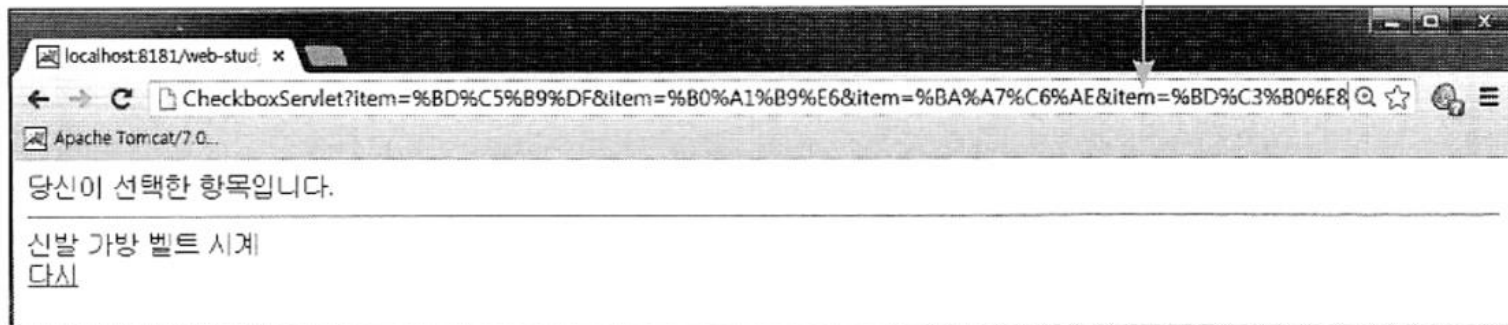 localhost:8181/web-stud
CheckboxServlet?item=%BD%C5%B9%DF&item=%B0%A1%B9%E6&item=%BA%A7%C6%AE&item=%BD%C3%B0%E8
Apache Tomcat/7.0...
당신이 선택한 항목입니다.
신발 가방 벨트 시계
다시